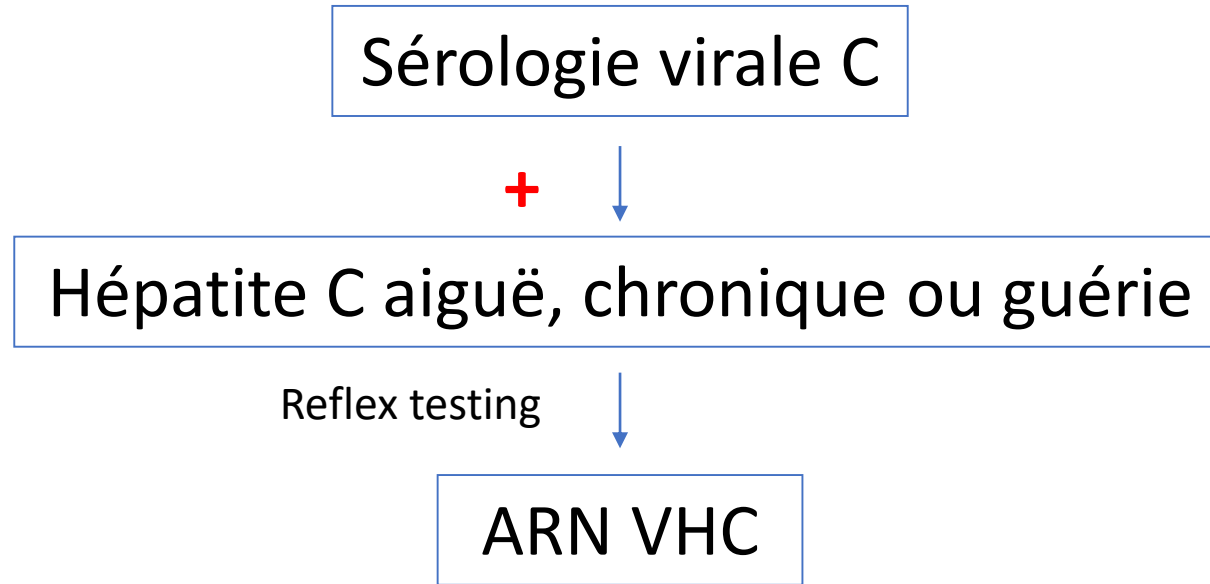 Sérologie virale C
+
Hépatite C aiguë, chronique ou guérie
Reflex testing
ARN VHC